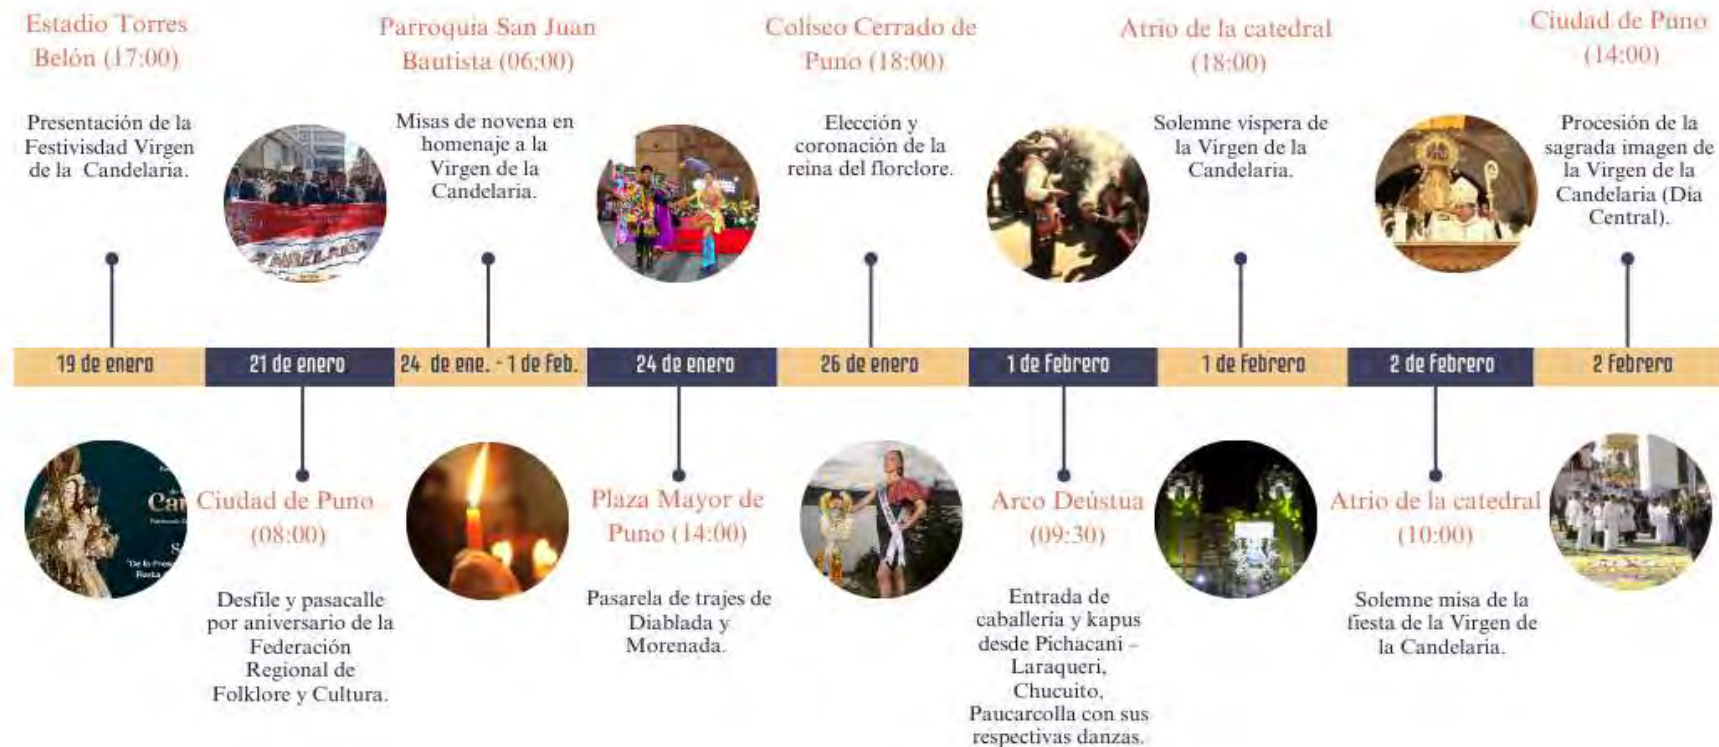 Estadio Torres
Belón (17:00)
Presentación de la
Festivisdad Virgen
de la Candelaria.
Parroquia San Juan
Bautista (06:00)
Misas de novena en
homenaje a la
Virgen de la
Candelaria.
Coliseo Cerrado de
Puno (18:00)
Elección y
coronación de la
reina del florclore.
Atrio de la catedral
(18:00)
Solemne víspera de
la Virgen de la
Candelaria.
Ciudad de Puno
(14:00)
Procesión de la
sagrada imagen de
la Virgen de la
Candelaria (Día
Central).
19 de enero
21 de enero
24 de ene. - 1 de Feb.
24 de enero
26 de enero
1 de Febrero
1 de Febrero
2 de Febrero
2 Febrero
Ciudad de Puno
(08:00)
Desfile y pasacalle
por aniversario de la
Federación
Regional de
Folklore y Cultura.
Plaza Mayor de
Puno (14:00)
Pasarela de trajes de
Diablada y
Morenada.
Arco Deústua
(09:30)
Entrada de
caballería y kapus
desde Pichacani –
Laraqueri,
Chucuito,
Paucarcolla con sus
respectivas danzas.
Atrio de la catedral
(10:00)
Solemne misa de la
fiesta de la Virgen de
la Candelaria.